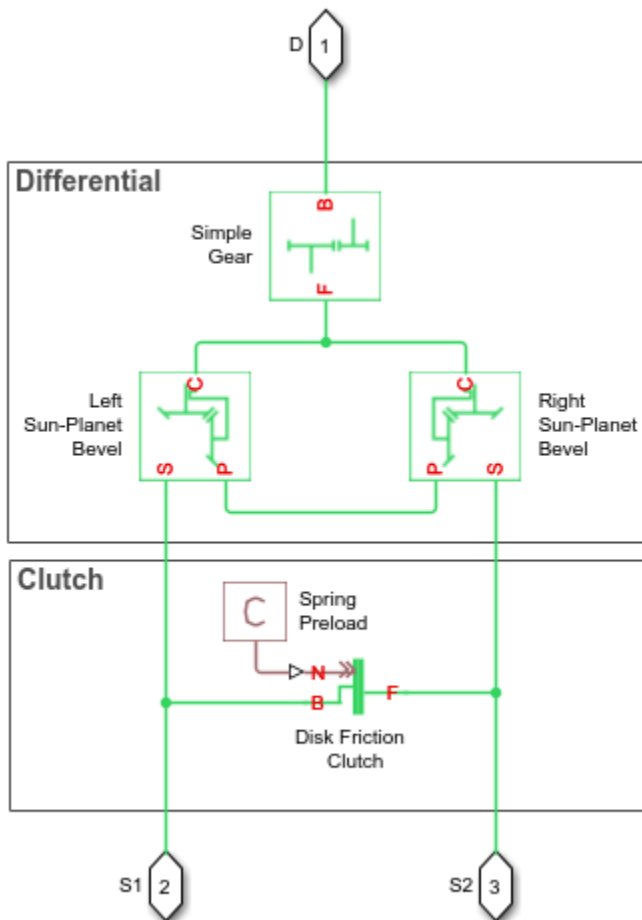 D
1
Differential
B
Simple
Gear
F
C
C
Left
Sun-Planet
Bevel
Right
Sun-Planet
Bevel
S
P
P
S
Clutch
C
Spring
Preload
N
B
F
Disk Friction
Clutch
S1
2
S2
3